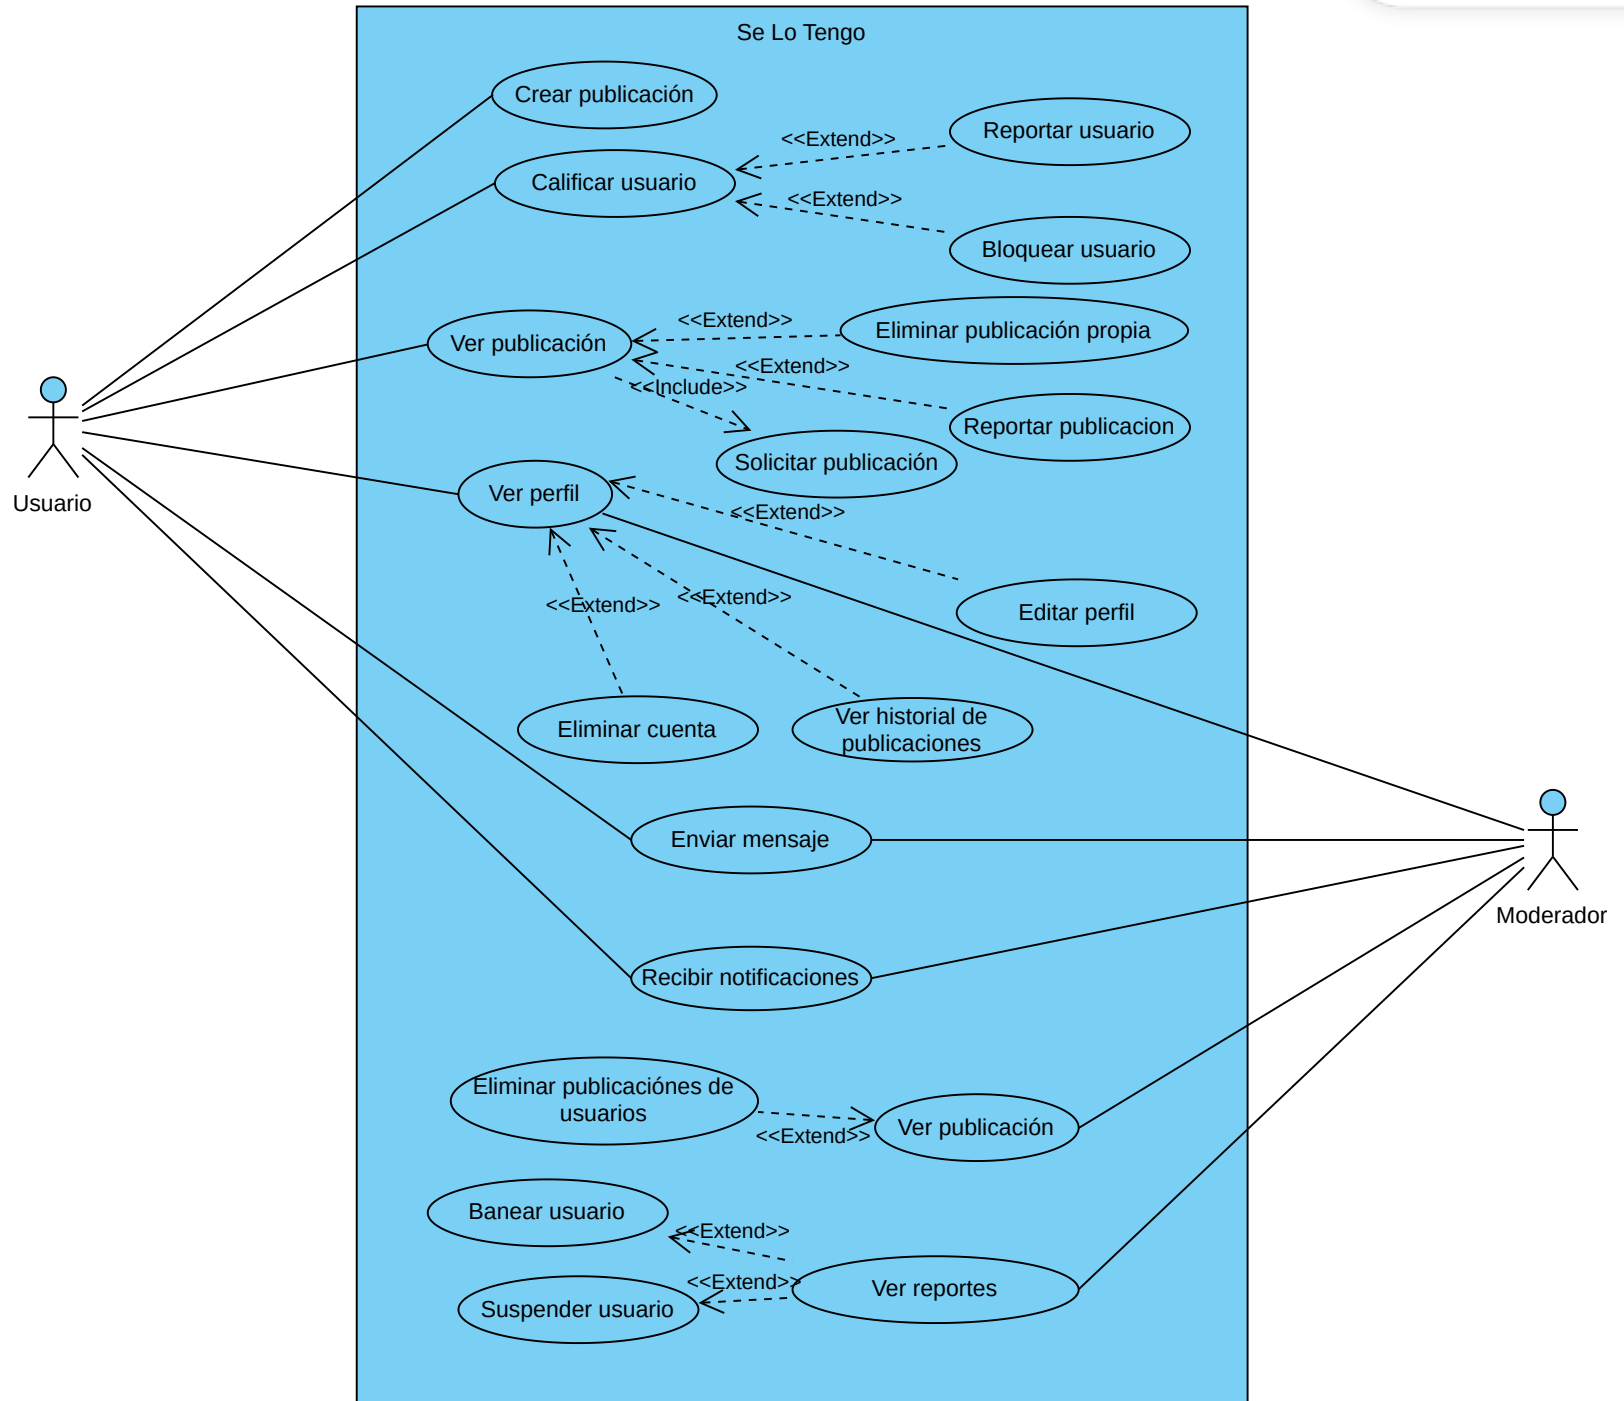 Se Lo Tengo
Crear publicación
Reportar usuario
<<Extend>>
Calificar usuario
<<Extend>>
Bloquear usuario
<<Extend>>
Eliminar publicación propia
Ver publicación
<<Extend>>
<<Include>>
Reportar publicacion
Solicitar publicación
Ver perfil
Usuario
<<Extend>>
<<Extend>>
<<Extend>>
Editar perfil
Eliminar cuenta
Ver historial de
publicaciones
Enviar mensaje
Moderador
Recibir notificaciones
Eliminar publicaciónes de
usuarios
Ver publicación
<<Extend>>
Banear usuario
<<Extend>>
<<Extend>>
Ver reportes
Suspender usuario